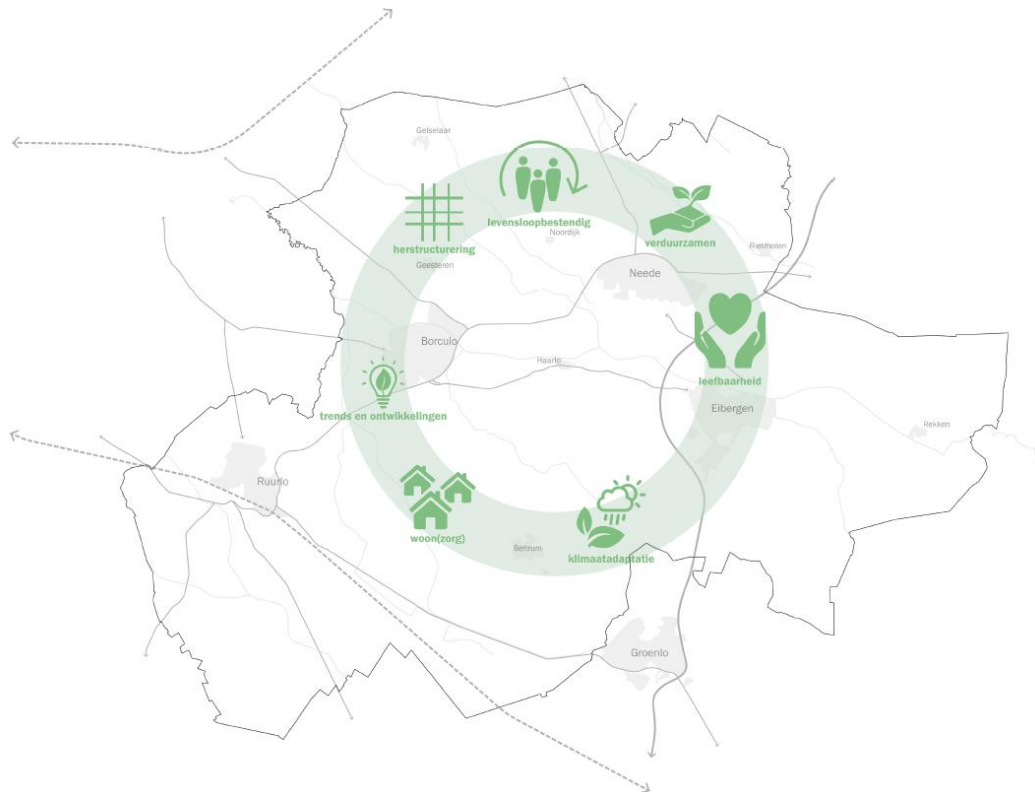 Gelselaar
levensloopbestendig
herstructurering
Noordijk
verduurzamen
Rietmolen
Geesteren
Neede
Borculo
Haarlo
leefbaarheid
trends en ontwikkelingen
Eibergen
Rekken
Ruurlo
woon(zorg)
Beltrum
klimaatadaptatie
Groenlo